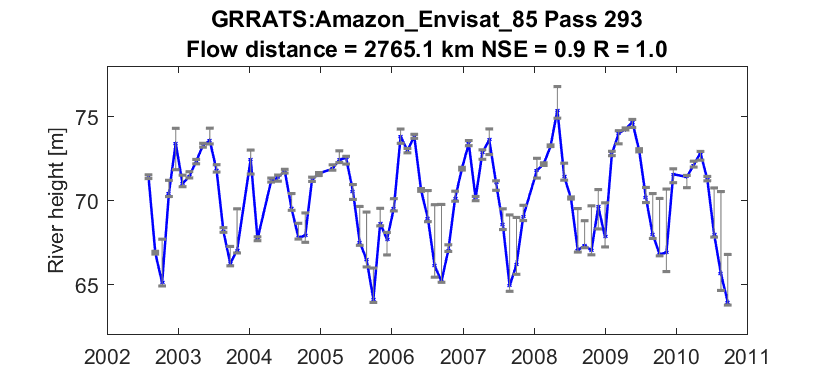 GRRATS:Amazon_Envisat_85 Pass 293
Flow distance = 2765.1 km NSE = 0.9 R = 1.0
River height [m]
75
70
65
2002 2003 2004 2005 2006 2007 2008 2009 2010 2011